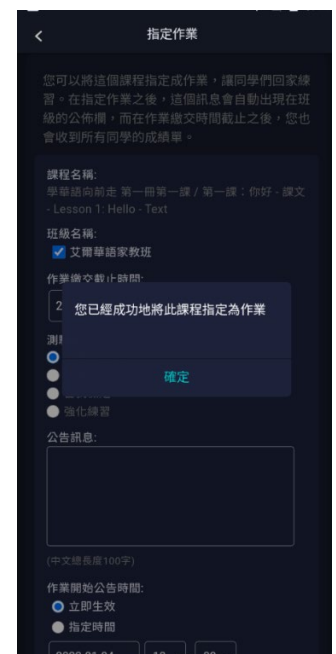 指定作業
您可以將這個課程指定成作業，讓同學們回家練
習。在指定作業之後，這個訊息會自動出現在班
級的公佈欄，而在作業繳交時間截止之後，您也
會收到所有同學的成績單。
課程名稱:
學華語向前走 第一冊第一課 / 第一課：你好 - 課文
- Lesson 1: Hello - Text
班級名稱:
艾爾華語家教班
作業繳交截止時間:
2
您已經成功地將此課程指定為作業
測
確定
強化練習
公告訊息:
(中文總長度100字)
作業開始公告時間:
立即生效
指定時間